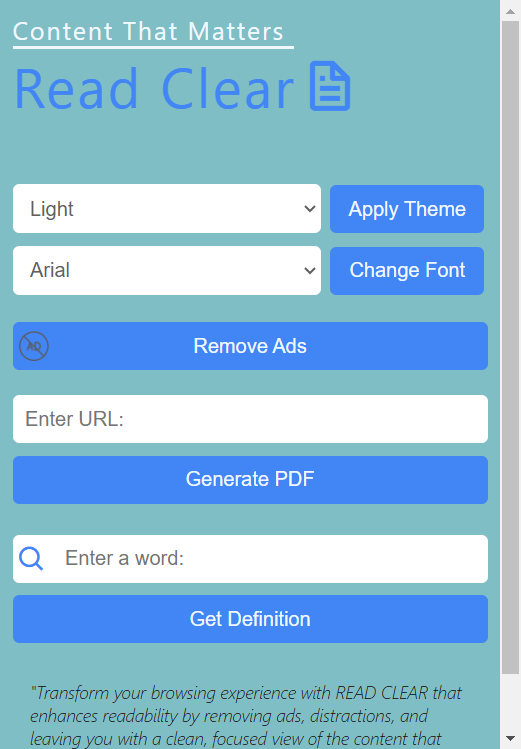 Content That Matters
Read Clear
Light
Apply Theme
Arial
Change Font
AD
Remove Ads
Enter URL:
Generate PDF
Enter a word:
Get Definition
"Transform your browsing experience with READ CLEAR that
enhances readability by removing ads, distractions, and
leaving you with a clean, focused view of the content that